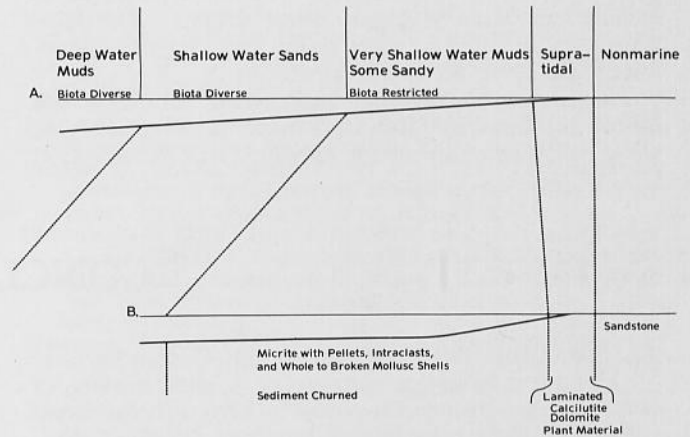 Deep Water
Muds
Shallow Water Sands
Very Shallow Water Muds
Some Sandy
Supra-
tidal
Nonmarine
A. Biota Diverse
Biota Diverse
Biota Restricted
B.
Sandstone
Micrite with Pellets, Intraclasts,
and Whole to Broken Mollusc Shells
Sediment Churned
Laminated
Calcilutite
Dolomite
Plant Material